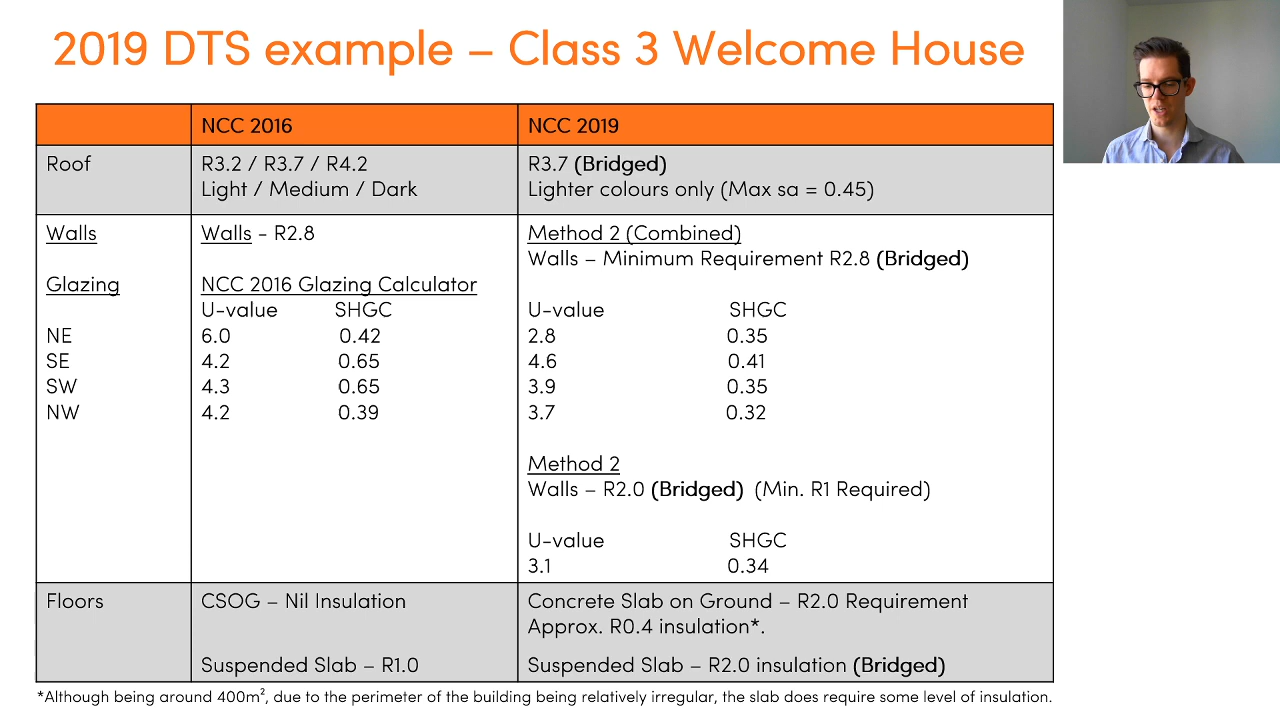 2019 DTS example – Class 3 Welcome House
NCC 2016 NCC 2019
Roof R3.2 / R3.7 / R4.2 R3.7 (Bridged)
Light / Medium / Dark Lighter colours only (Max sa = 0.45)
Walls Walls - R2.8 Method 2 (Combined)
Walls – Minimum Requirement R2.8 (Bridged)
Glazing NCC 2016 Glazing Calculator
U-value SHGC U-value SHGC
NE 6.0 0.42 2.8 0.35
SE 4.2 0.65 4.6 0.41
SW 4.3 0.65 3.9 0.35
NW 4.2 0.39 3.7 0.32
Method 2
Walls – R2.0 (Bridged) (Min. R1 Required)
U-value SHGC
3.1 0.34
Floors CSOG – Nil Insulation Concrete Slab on Ground – R2.0 Requirement
Approx. R0.4 insulation*.
Suspended Slab – R1.0 Suspended Slab – R2.0 insulation (Bridged)
*Although being around 400m², due to the perimeter of the building being relatively irregular, the slab does require some level of insulation.